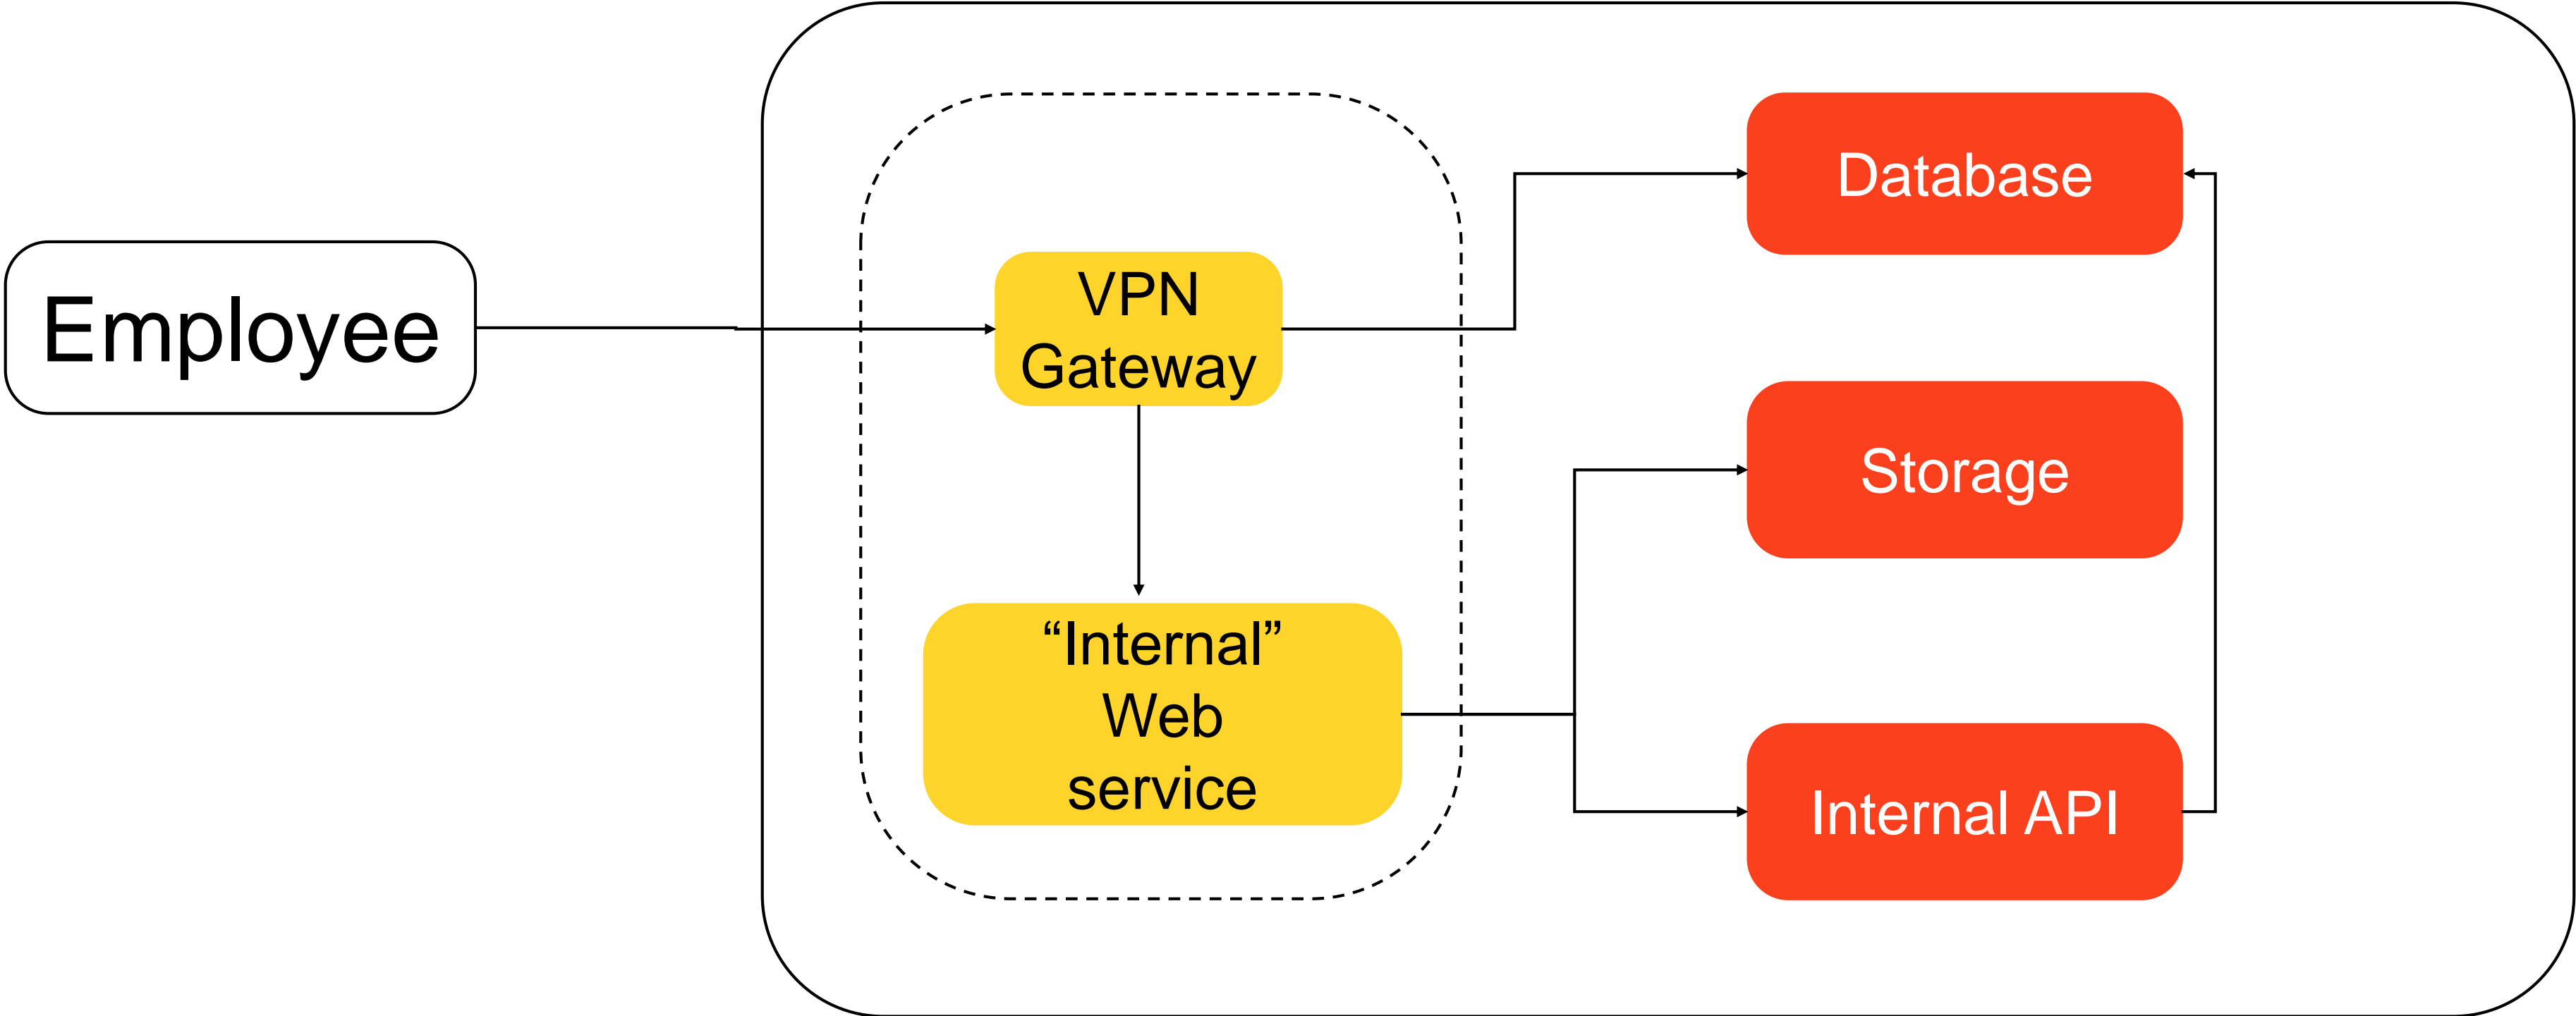 Employee
VPN
Gateway
“Internal”
Web
service
Database
Storage
Internal API